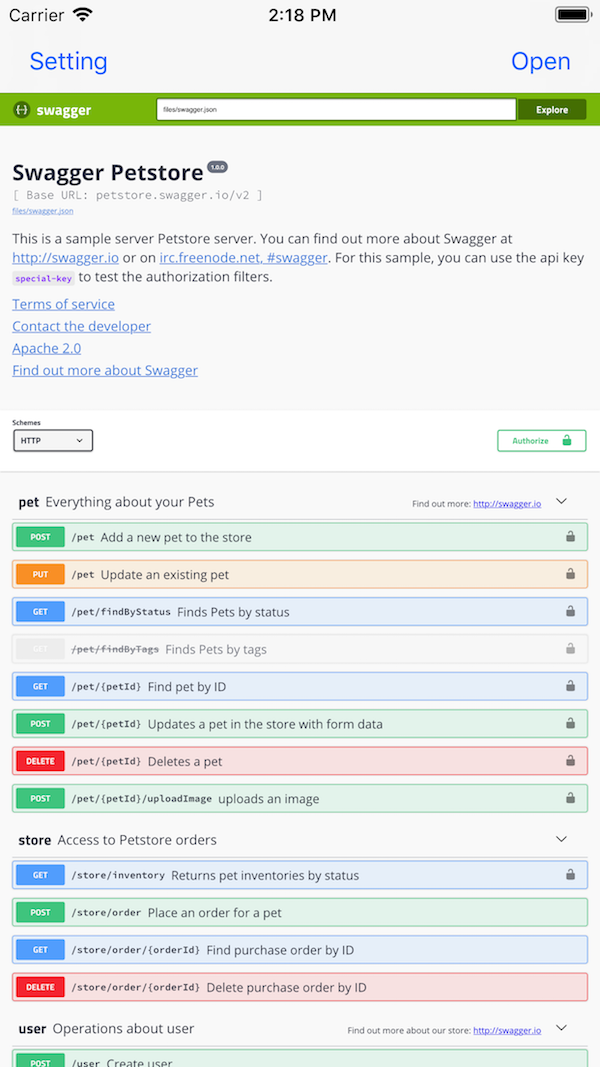 Carrier 2:18 PM
Setting Open
swagger files/swagger.json Explore
Swagger Petstore 1.0.0
[ Base URL: petstore.swagger.io/v2 ]
files/swagger.json
This is a sample server Petstore server. You can find out more about Swagger at
http://swagger.io or on irc.freenode.net, #swagger. For this sample, you can use the api key
special-key to test the authorization filters.
Terms of service
Contact the developer
Apache 2.0
Find out more about Swagger
Schemes
HTTP Authorize
pet Everything about your Pets Find out more: http://swagger.io
POST /pet Add a new pet to the store
PUT /pet Update an existing pet
GET /pet/findByStatus Finds Pets by status
GET /pet/findByTags Finds Pets by tags
GET /pet/{petId} Find pet by ID
POST /pet/{petId} Updates a pet in the store with form data
DELETE /pet/{petId} Deletes a pet
POST /pet/{petId}/uploadImage uploads an image
store Access to Petstore orders
GET /store/inventory Returns pet inventories by status
POST /store/order Place an order for a pet
GET /store/order/{orderId} Find purchase order by ID
DELETE /store/order/{orderId} Delete purchase order by ID
user Operations about user Find out more about our store: http://swagger.io
POST /user Create user